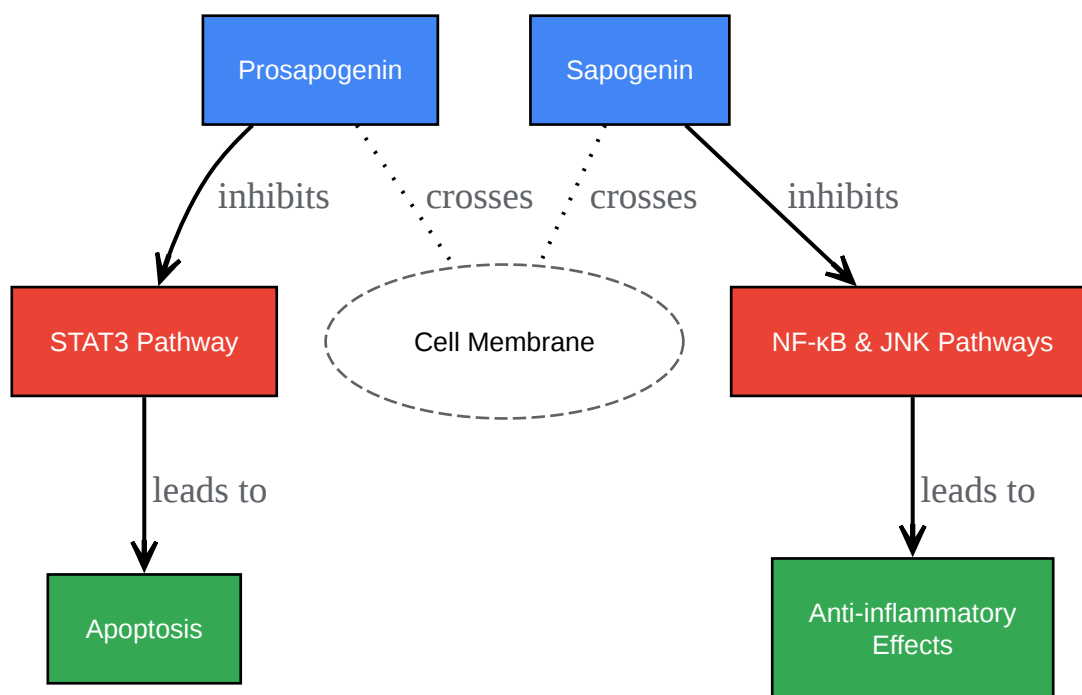 Prosapogenin
Sapogenin
inhibits
crosses
crosses
inhibits
STAT3 Pathway
Cell Membrane
NF-κB & JNK Pathways
leads to
leads to
Apoptosis
Anti-inflammatory
Effects